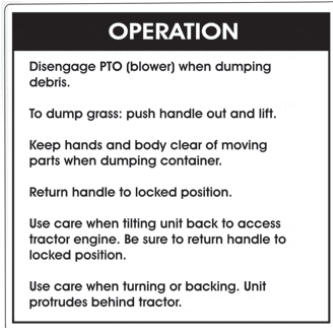 OPERATION
Disengage PTO (blower) when dumping
debris.
To dump grass: push handle out and lift.
Keep hands and body clear of moving
parts when dumping container.
Return handle to locked position.
Use care when tilting unit back to access
tractor engine. Be sure to return handle to
locked position.
Use care when turning or backing. Unit
protrudes behind tractor.